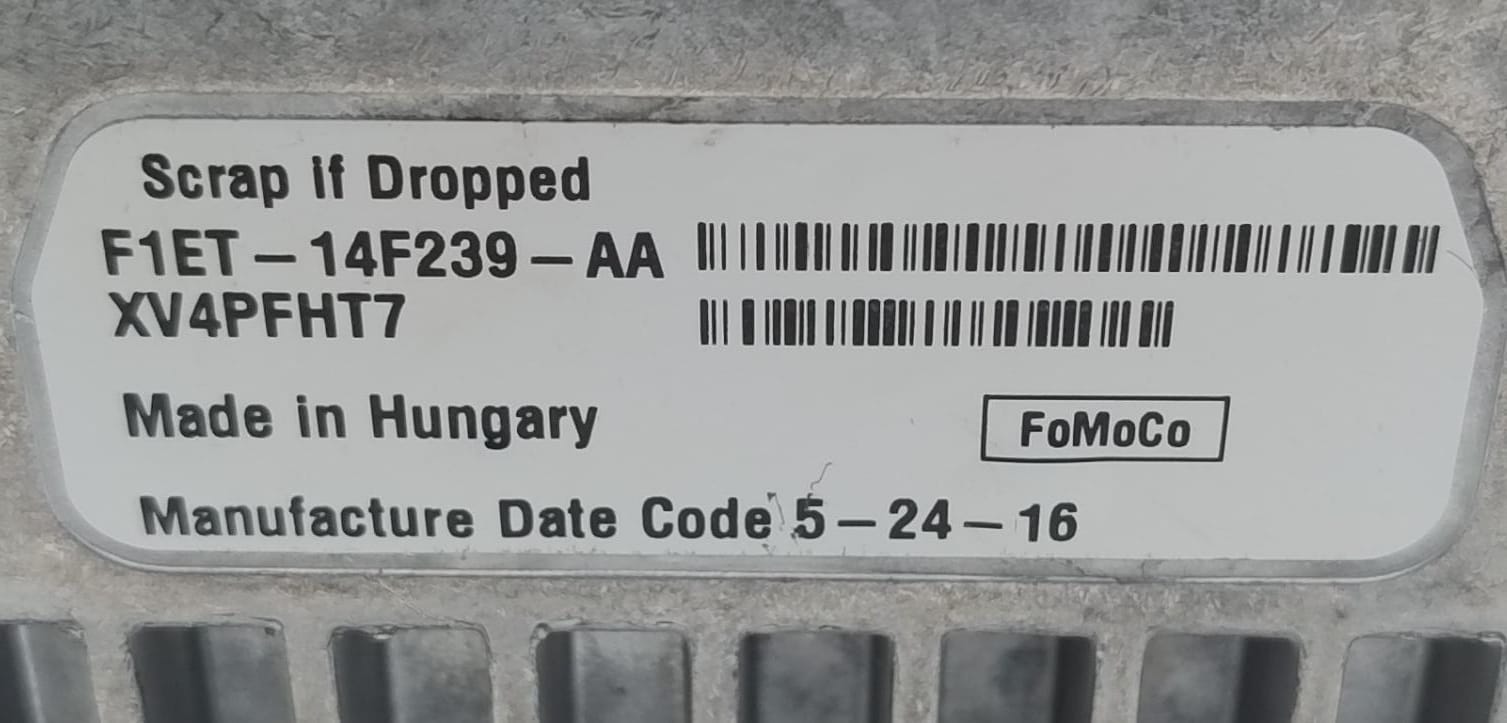 Scrap if Dropped
F1ET-14F239-AA
XV4PFHT7
Made in Hungary
FoMoCo
Manufacture Date Code 5-24-16